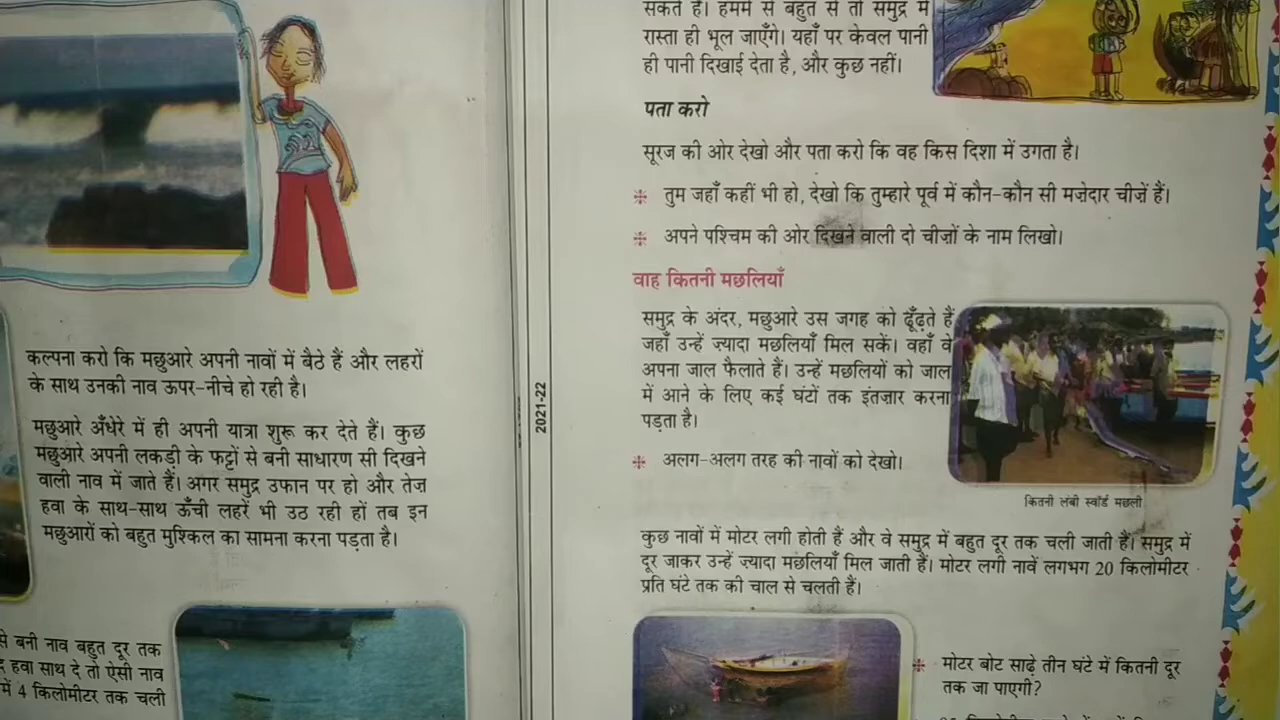 कल्पना करो कि मछुआरे अपनी नावों में बैठे हैं और लहरों
के साथ उनकी नाव ऊपर-नीचे हो रही है।
मछुआरे अँधेरे में ही अपनी यात्रा शुरू कर देते हैं। कुछ
मछुआरे अपनी लकड़ी के फट्टों से बनी साधारण सी दिखने
वाली नाव में जाते हैं। अगर समुद्र उफान पर हो और तेज़
हवा के साथ-साथ ऊँची लहरें भी उठ रही हों तब इन
मछुआरों को बहुत मुश्किल का सामना करना पड़ता है।
से बनी नाव बहुत दूर तक
हवा साथ दे तो ऐसी नाव
में 4 किलोमीटर तक चली
2021-22
सकते हैं। हममें से बहुत से तो समुद्र में
रास्ता ही भूल जाएँगे। यहाँ पर केवल पानी
ही पानी दिखाई देता है, और कुछ नहीं।
पता करो
सूरज की ओर देखो और पता करो कि वह किस दिशा में उगता है।
तुम जहाँ कहीं भी हो, देखो कि तुम्हारे पूर्व में कौन-कौन सी मज़ेदार चीज़ें हैं।
अपने पश्चिम की ओर दिखने वाली दो चीज़ों के नाम लिखो।
वाह कितनी मछलियाँ
समुद्र के अंदर, मछुआरे उस जगह को ढूँढ़ते हैं
जहाँ उन्हें ज्यादा मछलियाँ मिल सकें। वहाँ वे
अपना जाल फैलाते हैं। उन्हें मछलियों को जाल
में आने के लिए कई घंटों तक इंतज़ार करना
पड़ता है।
अलग-अलग तरह की नावों को देखो।
कितनी लंबी स्वॉर्ड मछली
कुछ नावों में मोटर लगी होती हैं और वे समुद्र में बहुत दूर तक चली जाती हैं। समुद्र में
दूर जाकर उन्हें ज्यादा मछलियाँ मिल जाती हैं। मोटर लगी नावें लगभग 20 किलोमीटर
प्रति घंटे तक की चाल से चलती हैं।
मोटर बोट साढ़े तीन घंटे में कितनी दूर
तक जा पाएगी?